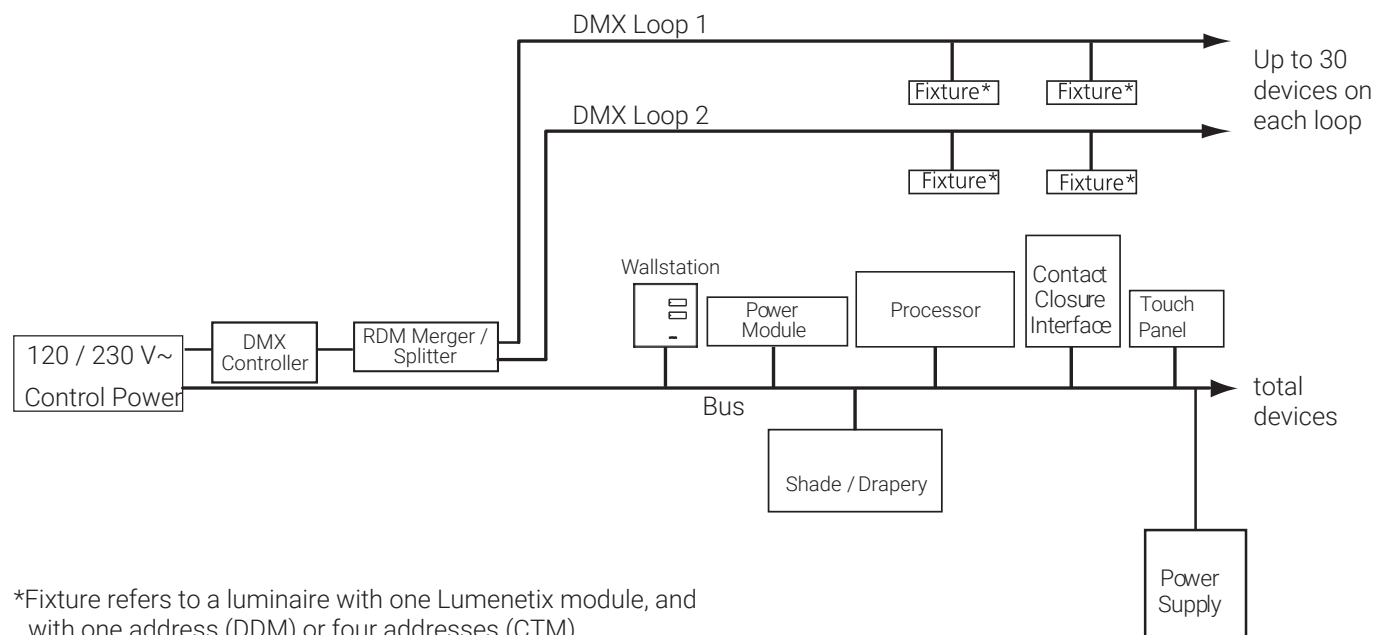 DMX Loop 1
Up to 30
devices on
each loop
Fixture*
Fixture*
DMX Loop 2
Fixture*
Fixture*
Wallstation
Power
Module
Processor
Contact
Closure
Interface
Touch
Panel
120 / 230 V~
Control Power
DMX
Controller
RDM Merger /
Splitter
Bus
total
devices
Shade / Drapery
Power
Supply
*Fixture refers to a luminaire with one Lumenetix module, and
with one address (DDM) or four addresses (CTM)